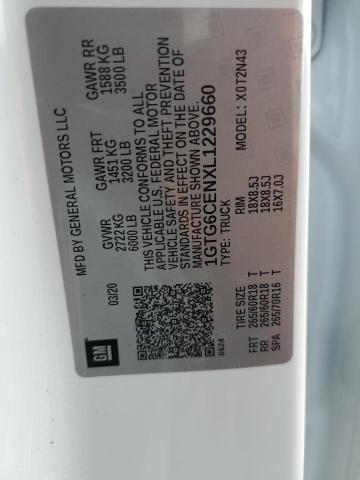 MFD BY GENERAL MOTORS LLC
GVWR GAWR FRT GAWR RR
2722 KG 1451 KG 1588 KG
6000 LB 3200 LB 3500 LB
THIS VEHICLE CONFORMS TO ALL
APPLICABLE U.S. FEDERAL MOTOR
VEHICLE SAFETY AND THEFT PREVENTION
STANDARDS IN EFFECT ON THE DATE OF
MANUFACTURE SHOWN ABOVE.
1GTG6CENXL1229660
TYPE: TRUCK MODEL: X0T2N43
03/20
GM
8624
TIRE SIZE RIM
FRT 265/60R18 T 18X8.5J
RR 265/60R18 T 18X8.5J
SPA 265/70R16 T 16X7.0J